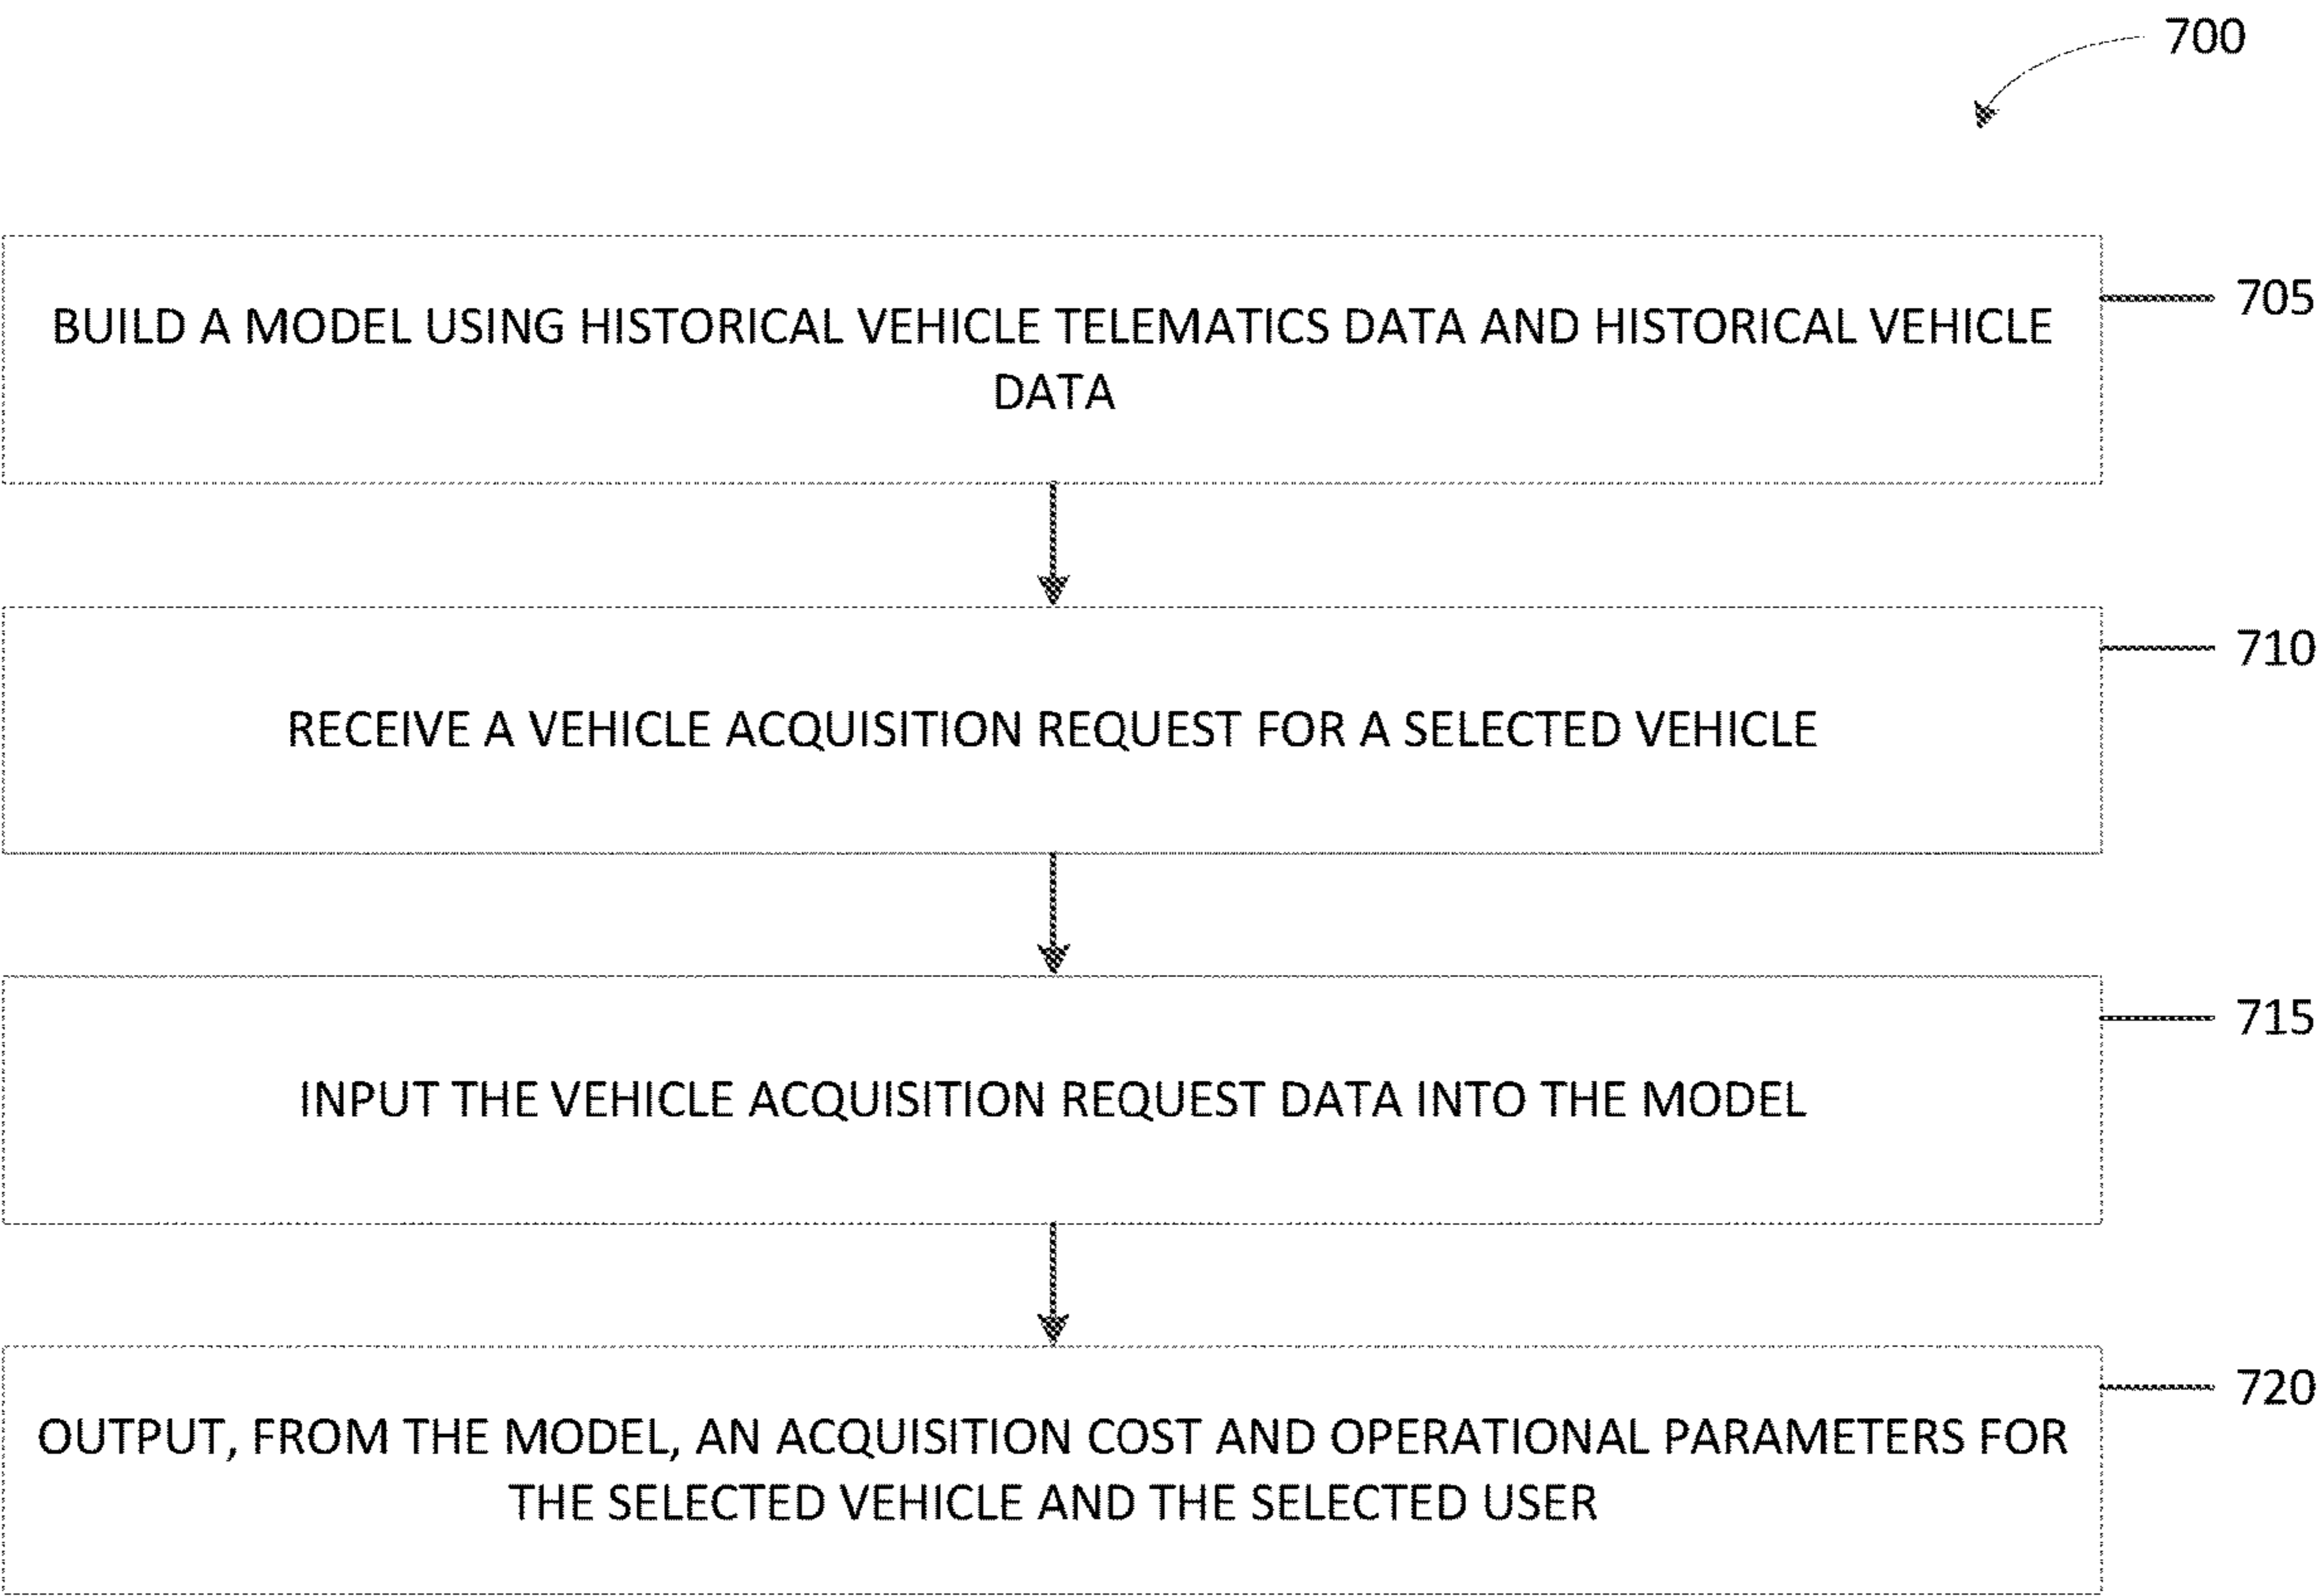 700
BUILD A MODEL USING HISTORICAL VEHICLE TELEMATICS DATA AND HISTORICAL VEHICLE
DATA
705
RECEIVE A VEHICLE ACQUISITION REQUEST FOR A SELECTED VEHICLE
710
INPUT THE VEHICLE ACQUISITION REQUEST DATA INTO THE MODEL
715
OUTPUT, FROM THE MODEL, AN ACQUISITION COST AND OPERATIONAL PARAMETERS FOR
THE SELECTED VEHICLE AND THE SELECTED USER
720